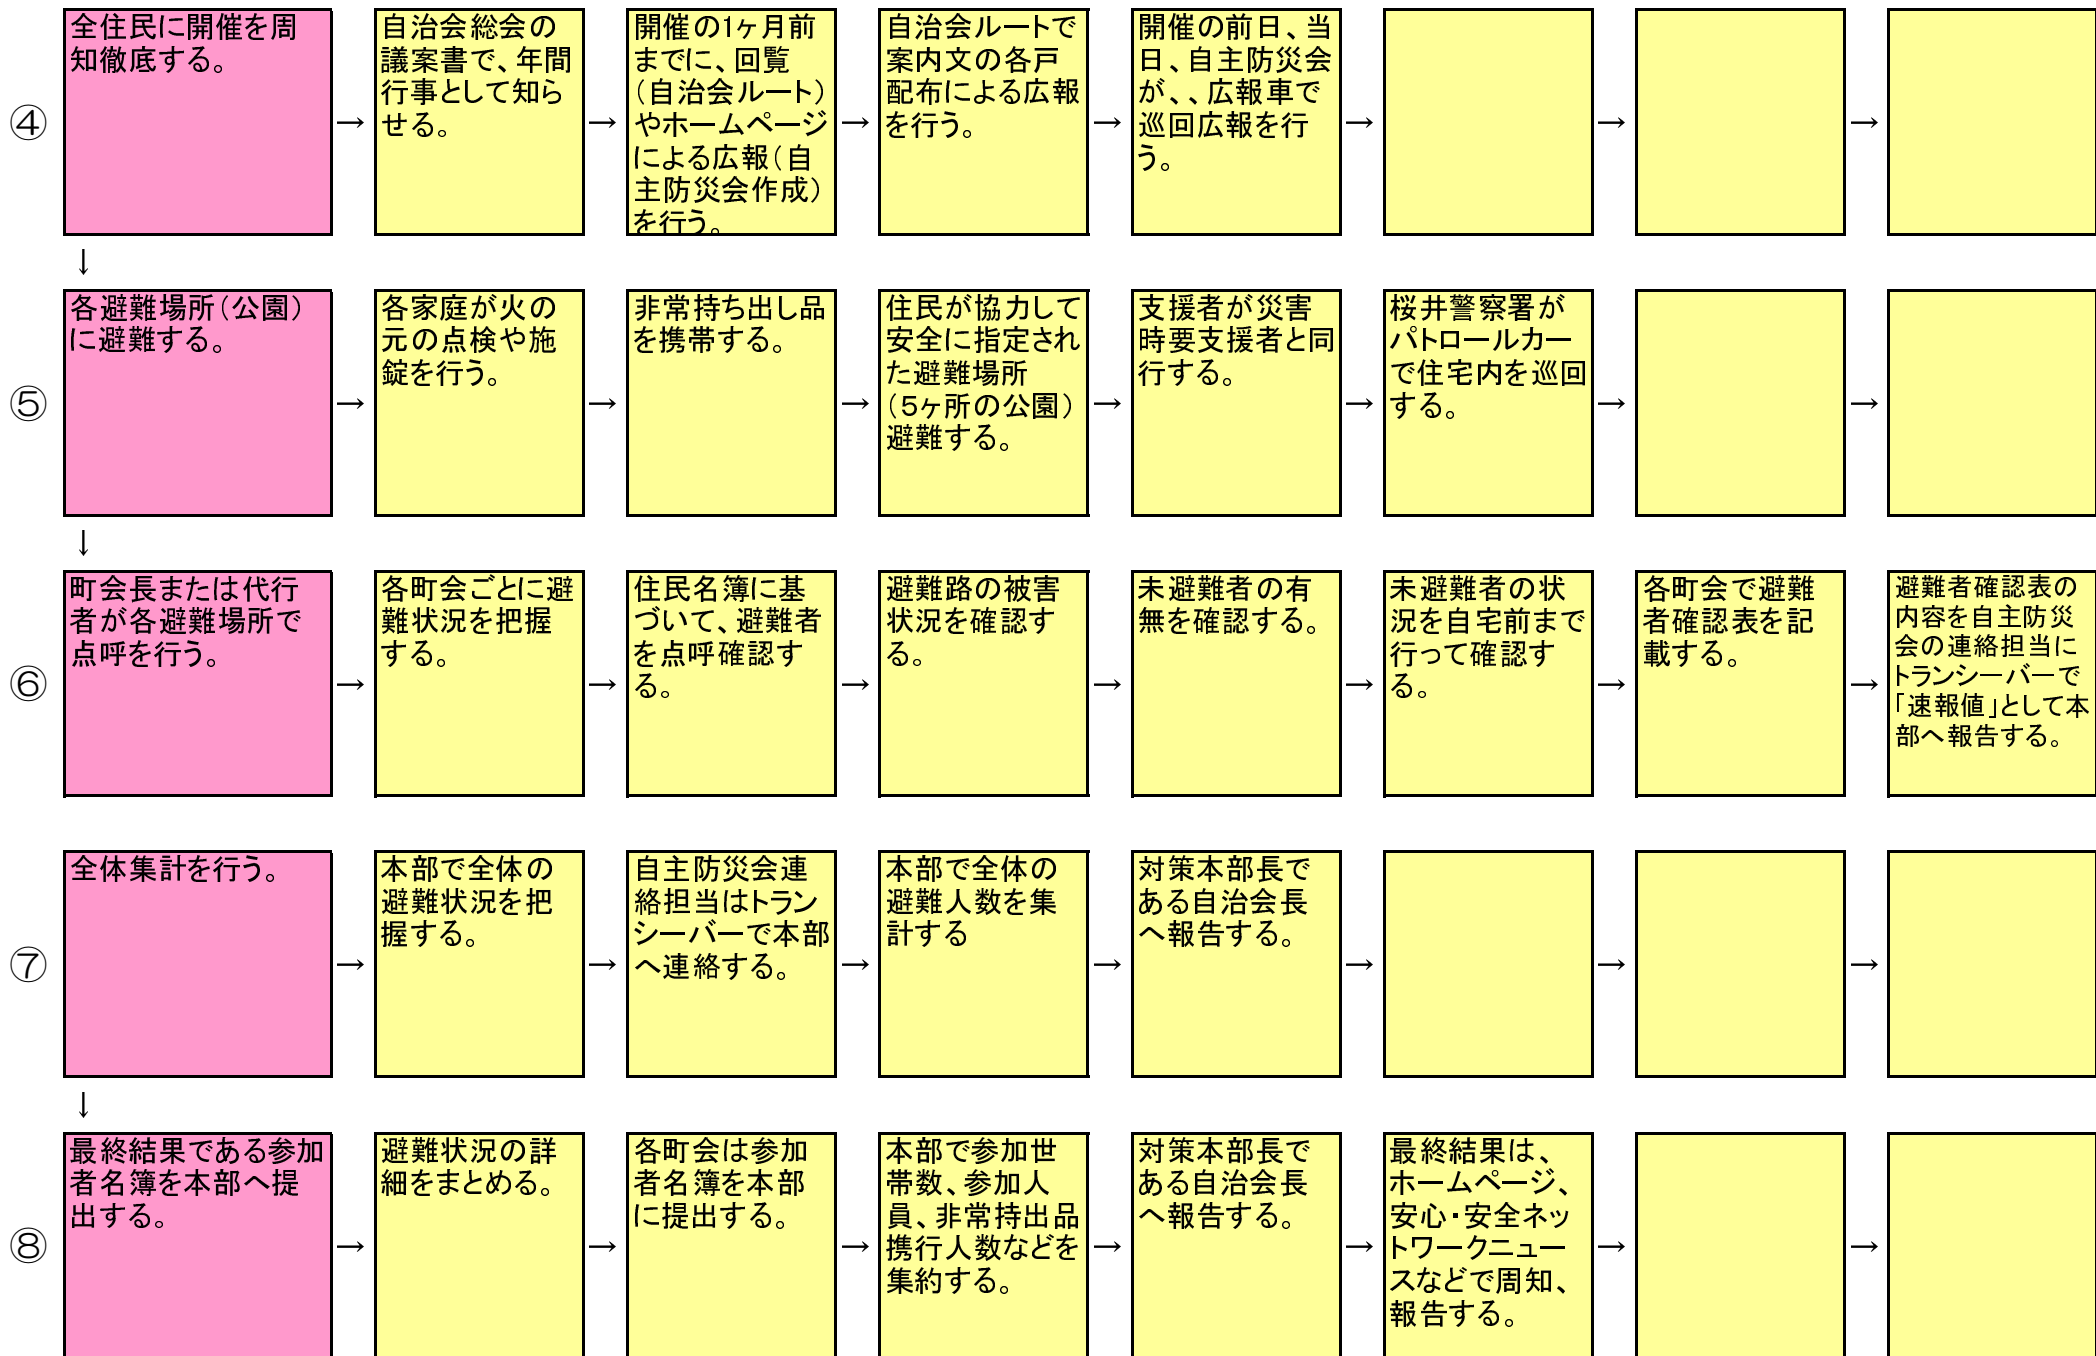 ④
全住民に開催を周
知徹底する。
→
自治会総会の
議案書で、年間
行事として知ら
せる。
→
開催の1ヶ月前
までに、回覧
(自治会ルート)
やホームページ
による広報(自
主防災会作成)
を行う。
→
自治会ルートで
案内文の各戸
配布による広報
を行う。
→
開催の前日、当
日、自主防災会
が、、広報車で
巡回広報を行
う。
→
→
→
↓
⑤
各避難場所(公園)
に避難する。
→
各家庭が火の
元の点検や施
錠を行う。
→
非常持ち出し品
を携帯する。
→
住民が協力して
安全に指定され
た避難場所
(5ヶ所の公園)
避難する。
→
支援者が災害
時要支援者と同
行する。
→
桜井警察署が
パトロールカー
で住宅内を巡回
する。
→
→
↓
⑥
町会長または代行
者が各避難場所で
点呼を行う。
→
各町会ごとに避
難状況を把握
する。
→
住民名簿に基
づいて、避難者
を点呼確認す
る。
→
避難路の被害
状況を確認す
る。
→
未避難者の有
無を確認する。
→
未避難者の状
況を自宅前まで
行って確認す
る。
→
各町会で避難
者確認表を記
載する。
→
避難者確認表の
内容を自主防災
会の連絡担当に
トランシーバーで
「速報値」として本
部へ報告する。
⑦
全体集計を行う。
→
本部で全体の
避難状況を把
握する。
→
自主防災会連
絡担当はトラン
シーバーで本部
へ連絡する。
→
本部で全体の
避難人数を集
計する
→
対策本部長で
ある自治会長
へ報告する。
→
→
→
↓
⑧
最終結果である参加
者名簿を本部へ提
出する。
→
避難状況の詳
細をまとめる。
→
各町会は参加
者名簿を本部
に提出する。
→
本部で参加世
帯数、参加人
員、非常持出品
携行人数などを
集約する。
→
対策本部長で
ある自治会長
へ報告する。
→
最終結果は、
ホームページ、
安心・安全ネッ
トワークニュー
スなどで周知、
報告する。
→
→